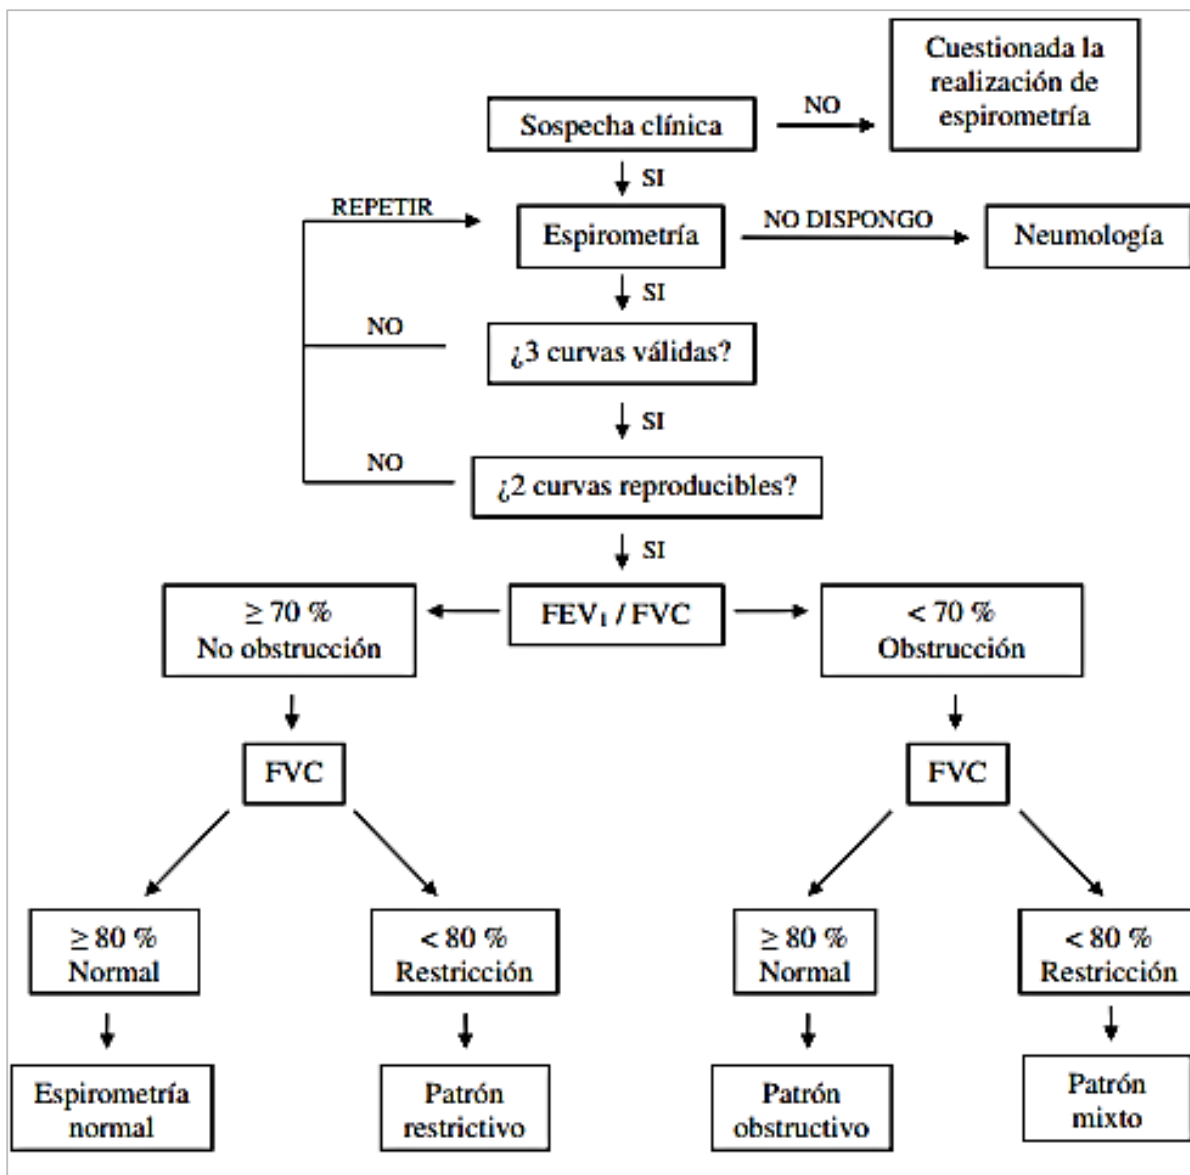 Cuestionada la
realización de
espirometría
Sospecha clínica
NO
SI
REPETIR
Espirometría
NO DISPONGO
Neumología
SI
NO
¿3 curvas válidas?
SI
NO
¿2 curvas reproducibles?
SI
≥ 70 %
No obstrucción
FEV₁ / FVC
< 70 %
Obstrucción
FVC
FVC
≥ 80 %
Normal
< 80 %
Restricción
≥ 80 %
Normal
< 80 %
Restricción
Espirometría
normal
Patrón
restrictivo
Patrón
obstructivo
Patrón
mixto